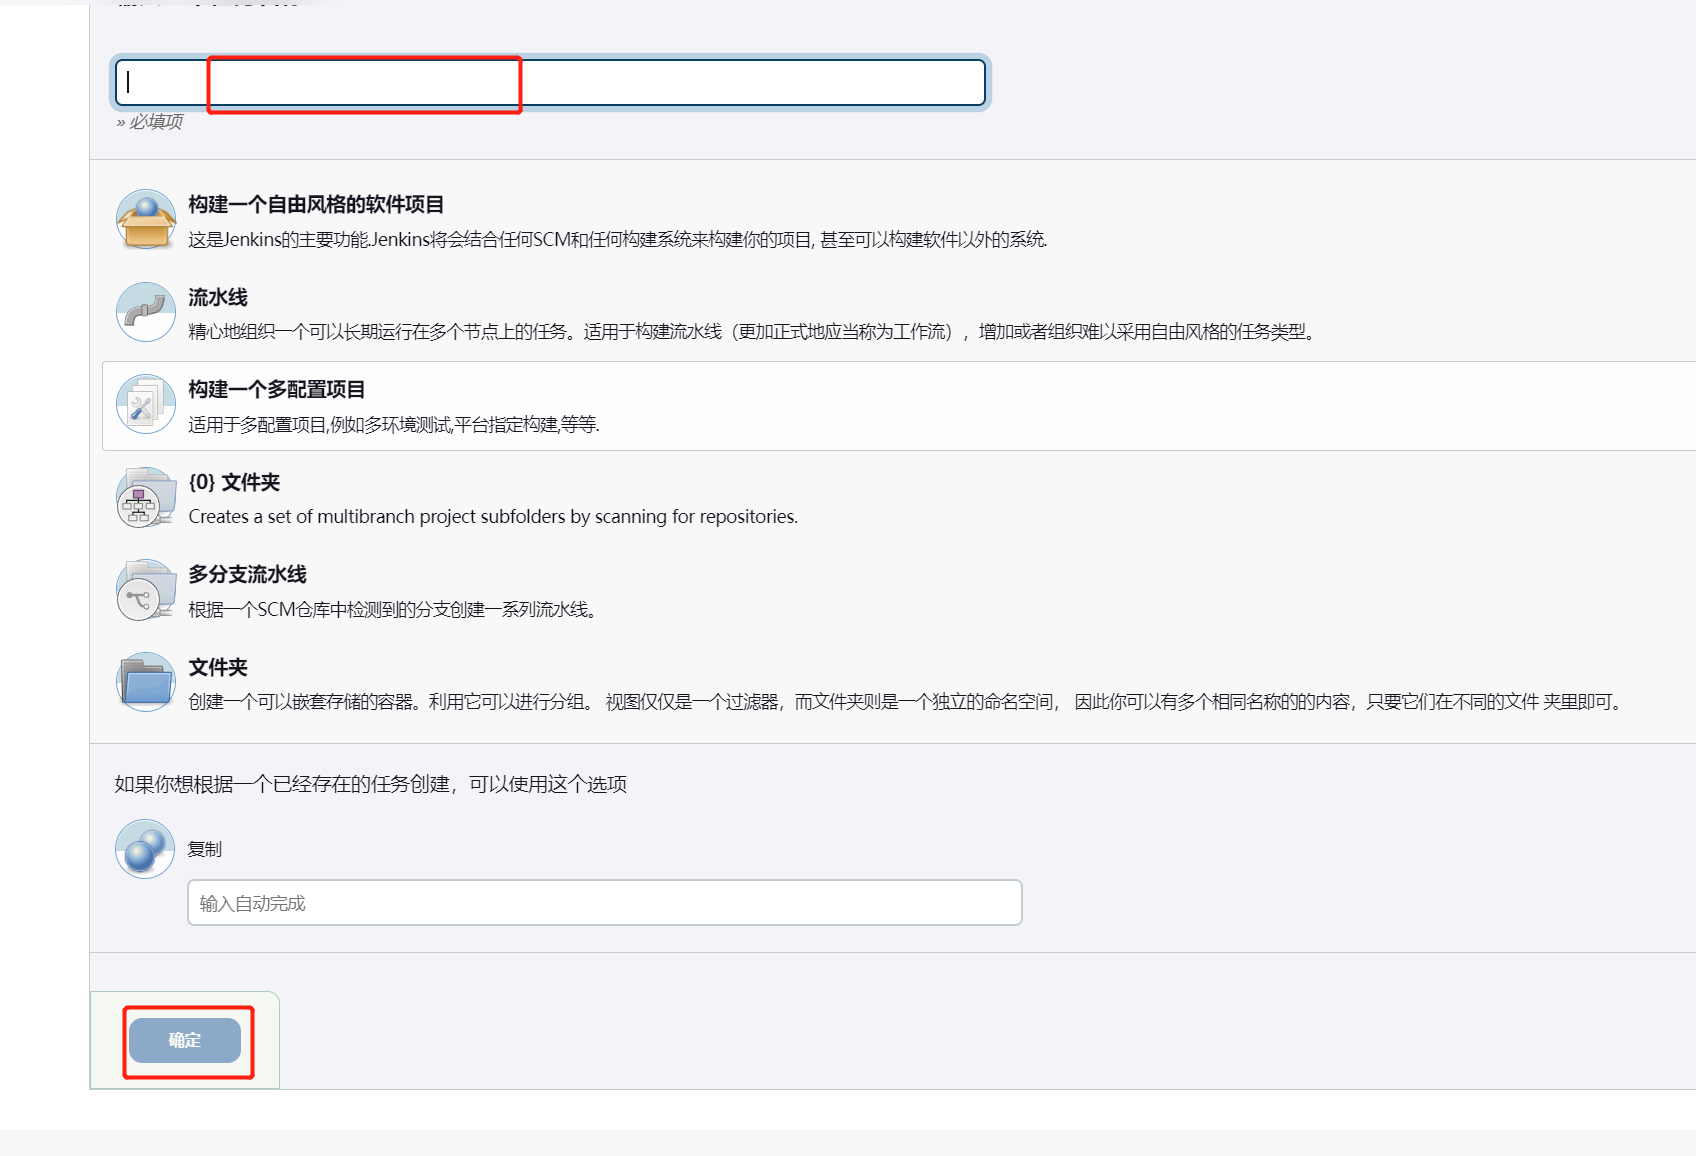 » 必填项
构建一个自由风格的软件项目
这是Jenkins的主要功能.Jenkins将会结合任何SCM和任何构建系统来构建你的项目, 甚至可以构建软件以外的系统.
流水线
精心地组织一个可以长期运行在多个节点上的任务。适用于构建流水线（更加正式地应当称为工作流），增加或者组织难以采用自由风格的任务类型。
构建一个多配置项目
适用于多配置项目,例如多环境测试,平台指定构建,等等.
{0} 文件夹
Creates a set of multibranch project subfolders by scanning for repositories.
多分支流水线
根据一个SCM仓库中检测到的分支创建一系列流水线。
文件夹
创建一个可以嵌套存储的容器。利用它可以进行分组。 视图仅仅是一个过滤器，而文件夹则是一个独立的命名空间， 因此你可以有多个相同名称的的内容，只要它们在不同的文件 夹里即可。
如果你想根据一个已经存在的任务创建，可以使用这个选项
复制
输入自动完成
确定